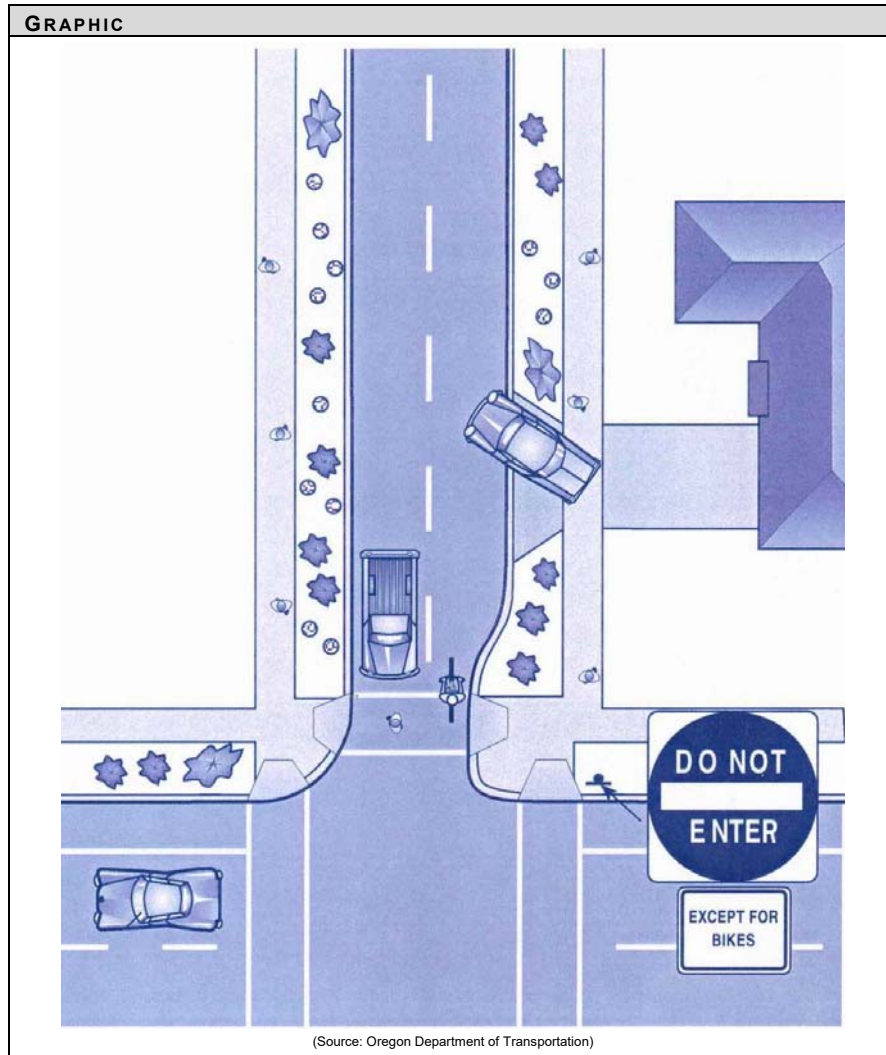 GRAPHIC
DO NOT
ENTER
EXCEPT FOR
BIKES
(Source: Oregon Department of Transportation)